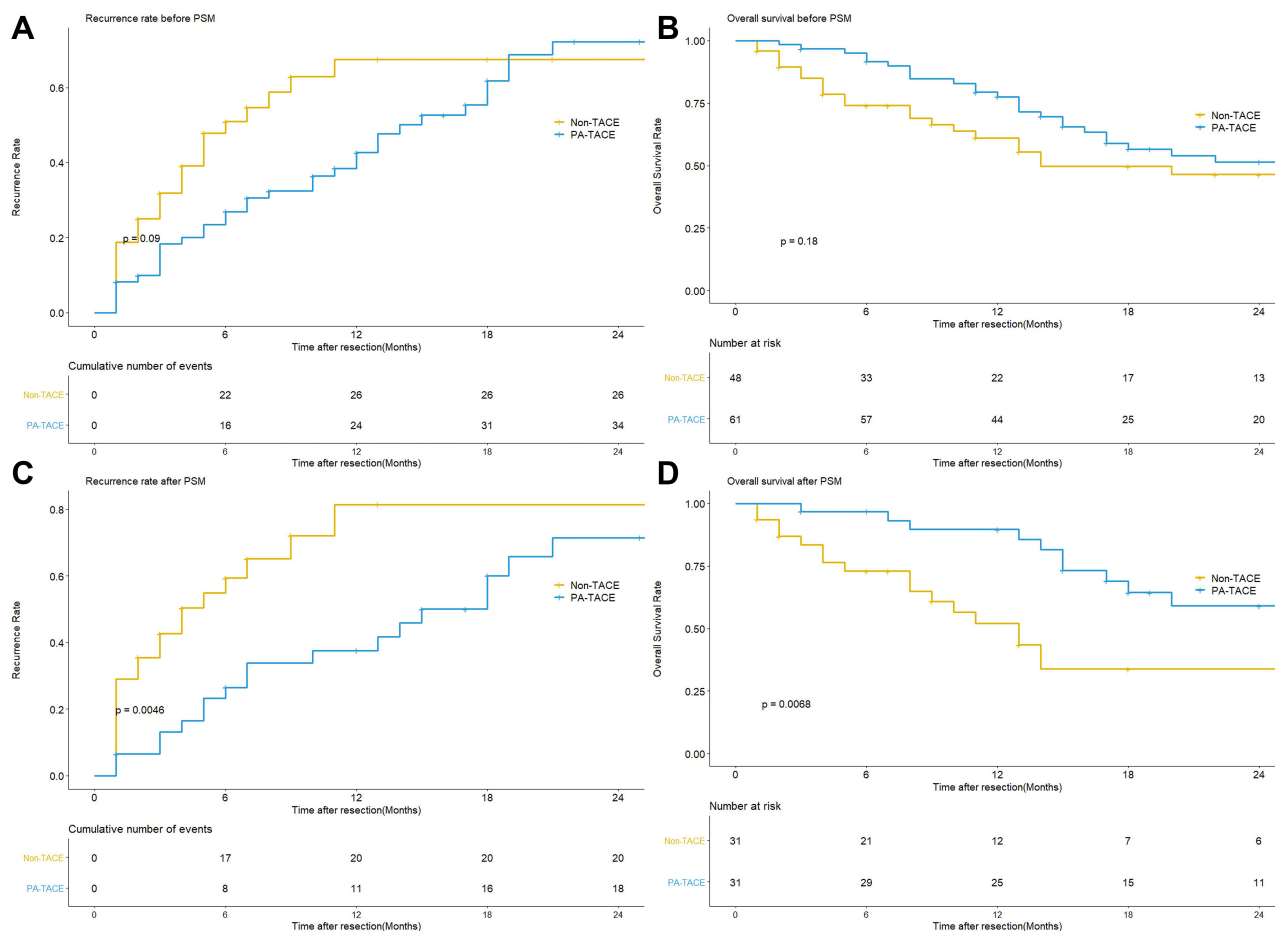 A
Recurrence rate before PSM
Recurrence Rate
0.6
0.4
0.2
0.0
Non-TACE
PA-TACE
p = 0.09
0 6 12 18 24
Time after resection(Months)
Cumulative number of events
Non-TACE 0 22 26 26 26
PA-TACE 0 16 24 31 34
0 6 12 18 24
Time after resection(Months)
B
Overall survival before PSM
Overall Survival Rate
1.00
0.75
0.50
0.25
0.00
Non-TACE
PA-TACE
p = 0.18
0 6 12 18 24
Time after resection(Months)
Number at risk
Non-TACE 48 33 22 17 13
PA-TACE 61 57 44 25 20
0 6 12 18 24
Time after resection(Months)
C
Recurrence rate after PSM
Recurrence Rate
0.8
0.6
0.4
0.2
0.0
Non-TACE
PA-TACE
p = 0.0046
0 6 12 18 24
Time after resection(Months)
Cumulative number of events
Non-TACE 0 17 20 20 20
PA-TACE 0 8 11 16 18
0 6 12 18 24
Time after resection(Months)
D
Overall survival after PSM
Overall Survival Rate
1.00
0.75
0.50
0.25
0.00
Non-TACE
PA-TACE
p = 0.0068
0 6 12 18 24
Time after resection(Months)
Number at risk
Non-TACE 31 21 12 7 6
PA-TACE 31 29 25 15 11
0 6 12 18 24
Time after resection(Months)